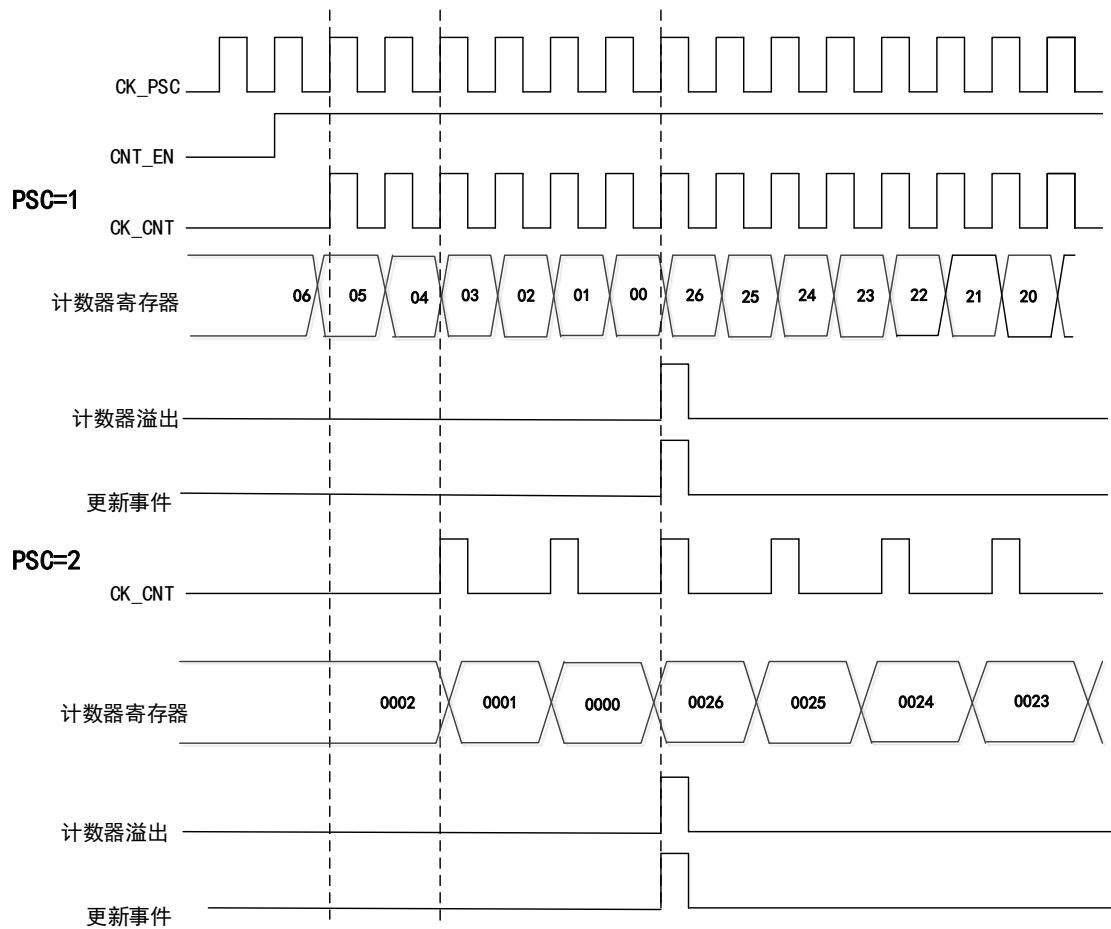 CK_PSC
CNT_EN
PSC=1
CK_CNT
计数器寄存器 06 05 04 03 02 01 00 26 25 24 23 22 21 20
计数器溢出
更新事件
PSC=2
CK_CNT
计数器寄存器 0002 0001 0000 0026 0025 0024 0023
计数器溢出
更新事件